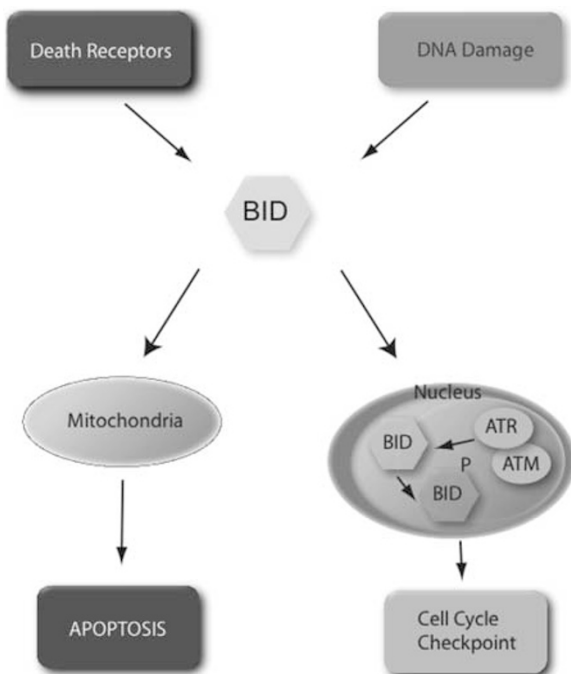 Death Receptors
DNA Damage
BID
Mitochondria
Nucleus
BID
ATR
P
ATM
BID
APOPTOSIS
Cell Cycle
Checkpoint